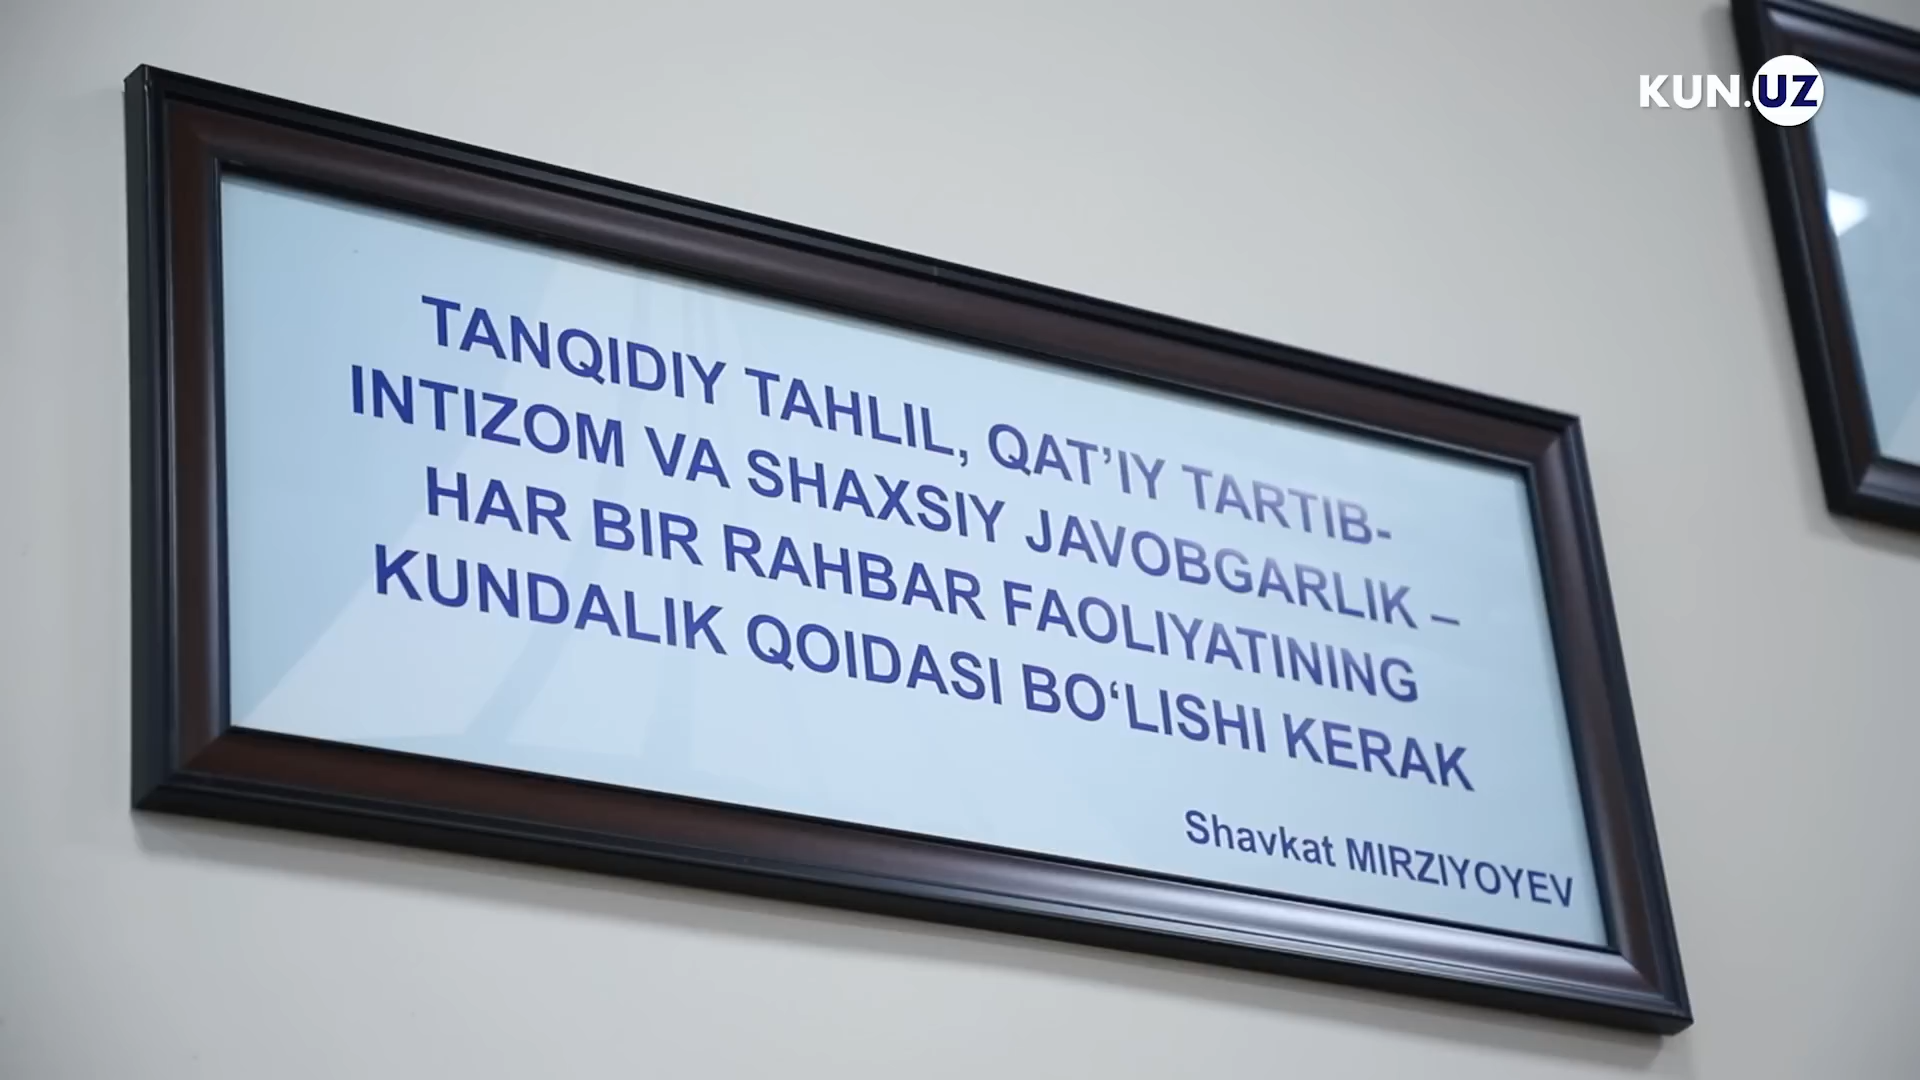 KUN.UZ
TANQIDIY TAHLIL, QAT’IY TARTIB-
INTIZOM VA SHAXSIY JAVOBGARLIK –
HAR BIR RAHBAR FAOLIYATINING
KUNDALIK QOIDASI BO‘LISHI KERAK
Shavkat MIRZIYOYEV